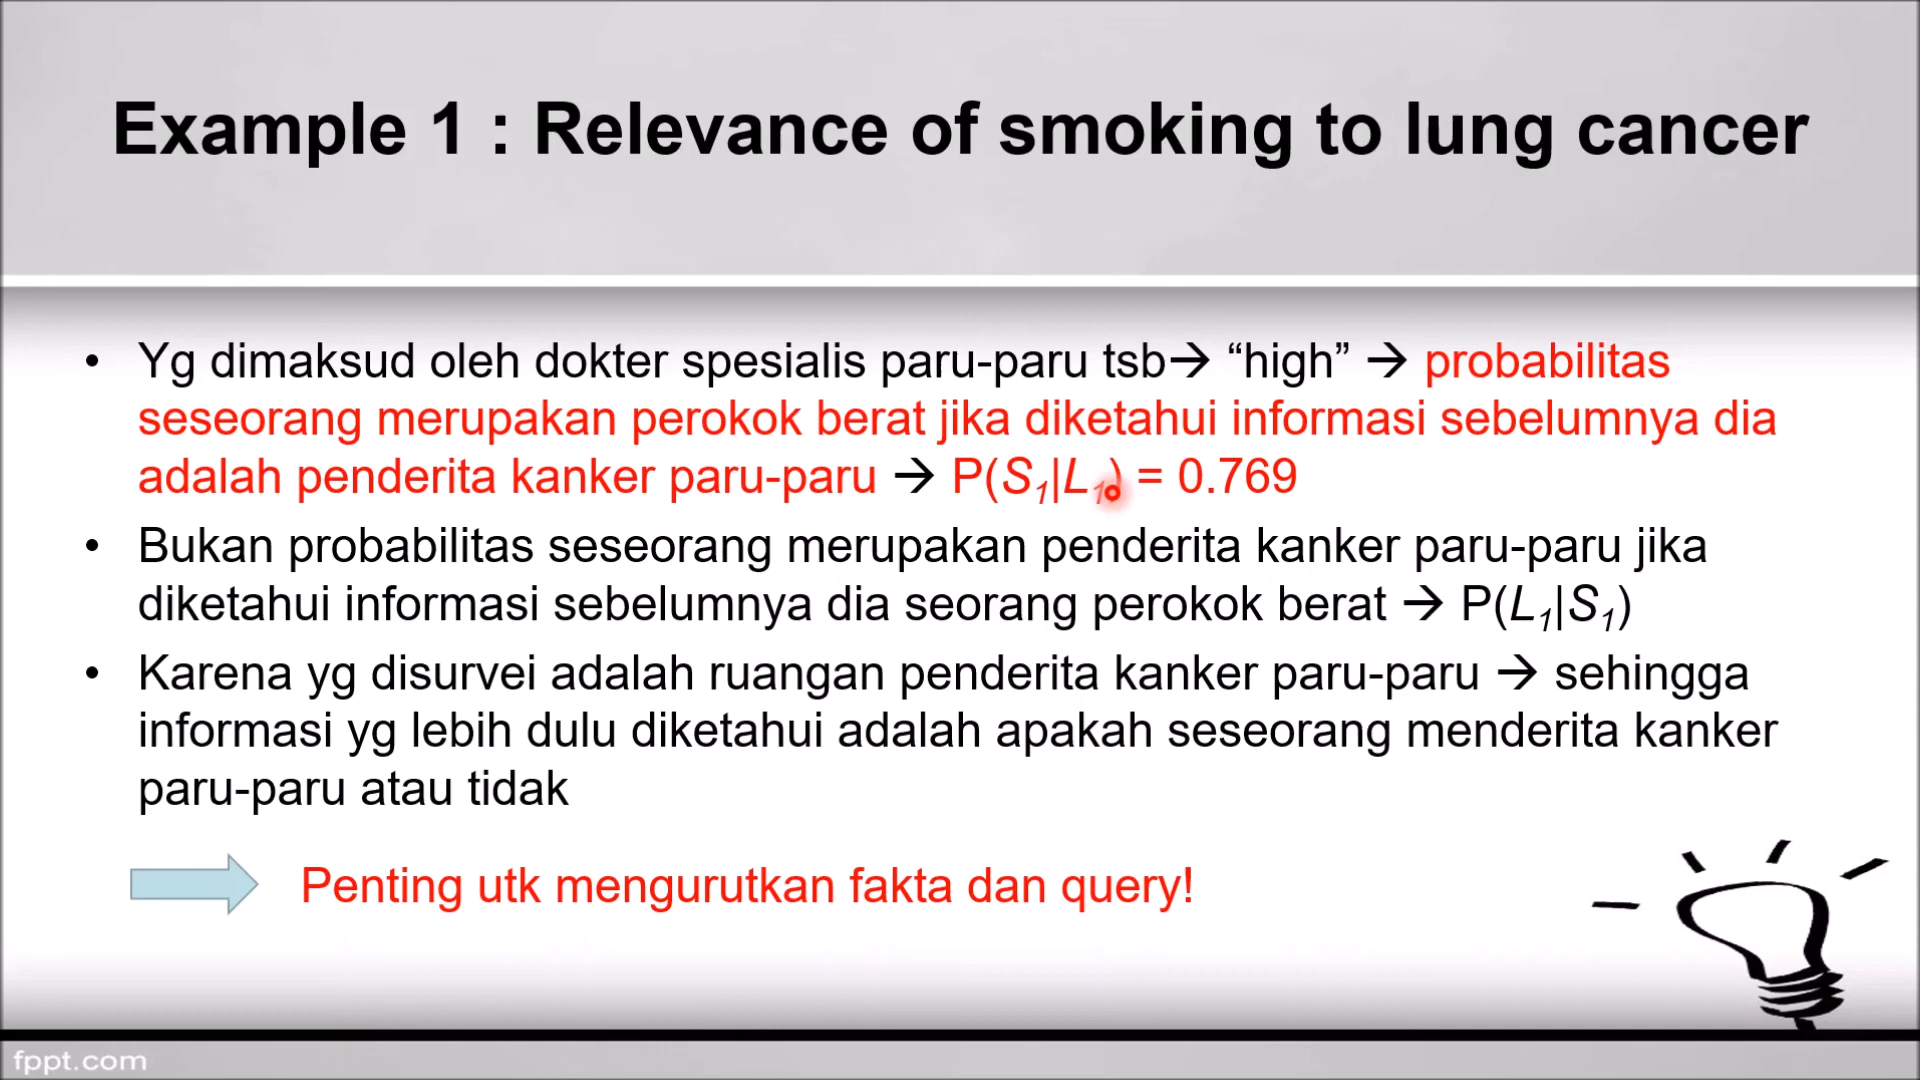 Example 1 : Relevance of smoking to lung cancer
• Yg dimaksud oleh dokter spesialis paru-paru tsb→ “high” → probabilitas
seseorang merupakan perokok berat jika diketahui informasi sebelumnya dia
adalah penderita kanker paru-paru → P(S₁|L₁) = 0.769
• Bukan probabilitas seseorang merupakan penderita kanker paru-paru jika
diketahui informasi sebelumnya dia seorang perokok berat → P(L₁|S₁)
• Karena yg disurvei adalah ruangan penderita kanker paru-paru → sehingga
informasi yg lebih dulu diketahui adalah apakah seseorang menderita kanker
paru-paru atau tidak
Penting utk mengurutkan fakta dan query!
fppt.com